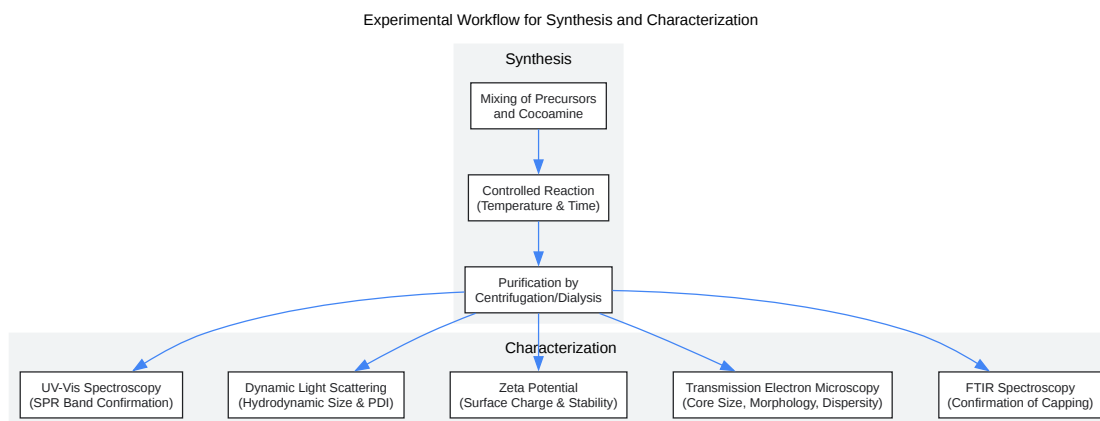 Experimental Workflow for Synthesis and Characterization
Synthesis
Mixing of Precursors
and Cocoamine
Controlled Reaction
(Temperature & Time)
Purification by
Centrifugation/Dialysis
Characterization
UV-Vis Spectroscopy
(SPR Band Confirmation)
Dynamic Light Scattering
(Hydrodynamic Size & PDI)
Zeta Potential
(Surface Charge & Stability)
Transmission Electron Microscopy
(Core Size, Morphology, Dispersity)
FTIR Spectroscopy
(Confirmation of Capping)